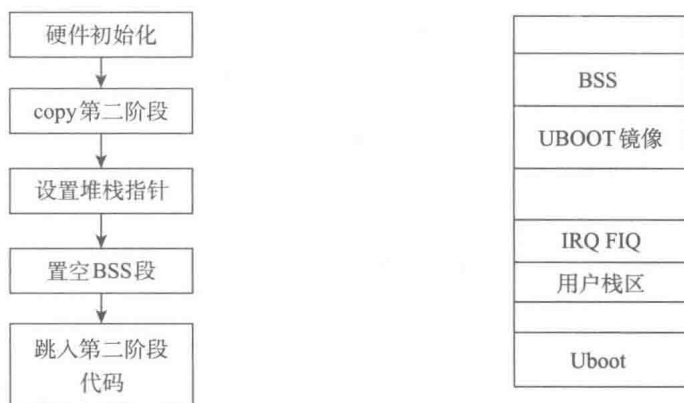 硬件初始化
copy第二阶段
设置堆栈指针
置空BSS段
跳入第二阶段
代码
BSS
UBOOT镜像
IRQ FIQ
用户栈区
Uboot